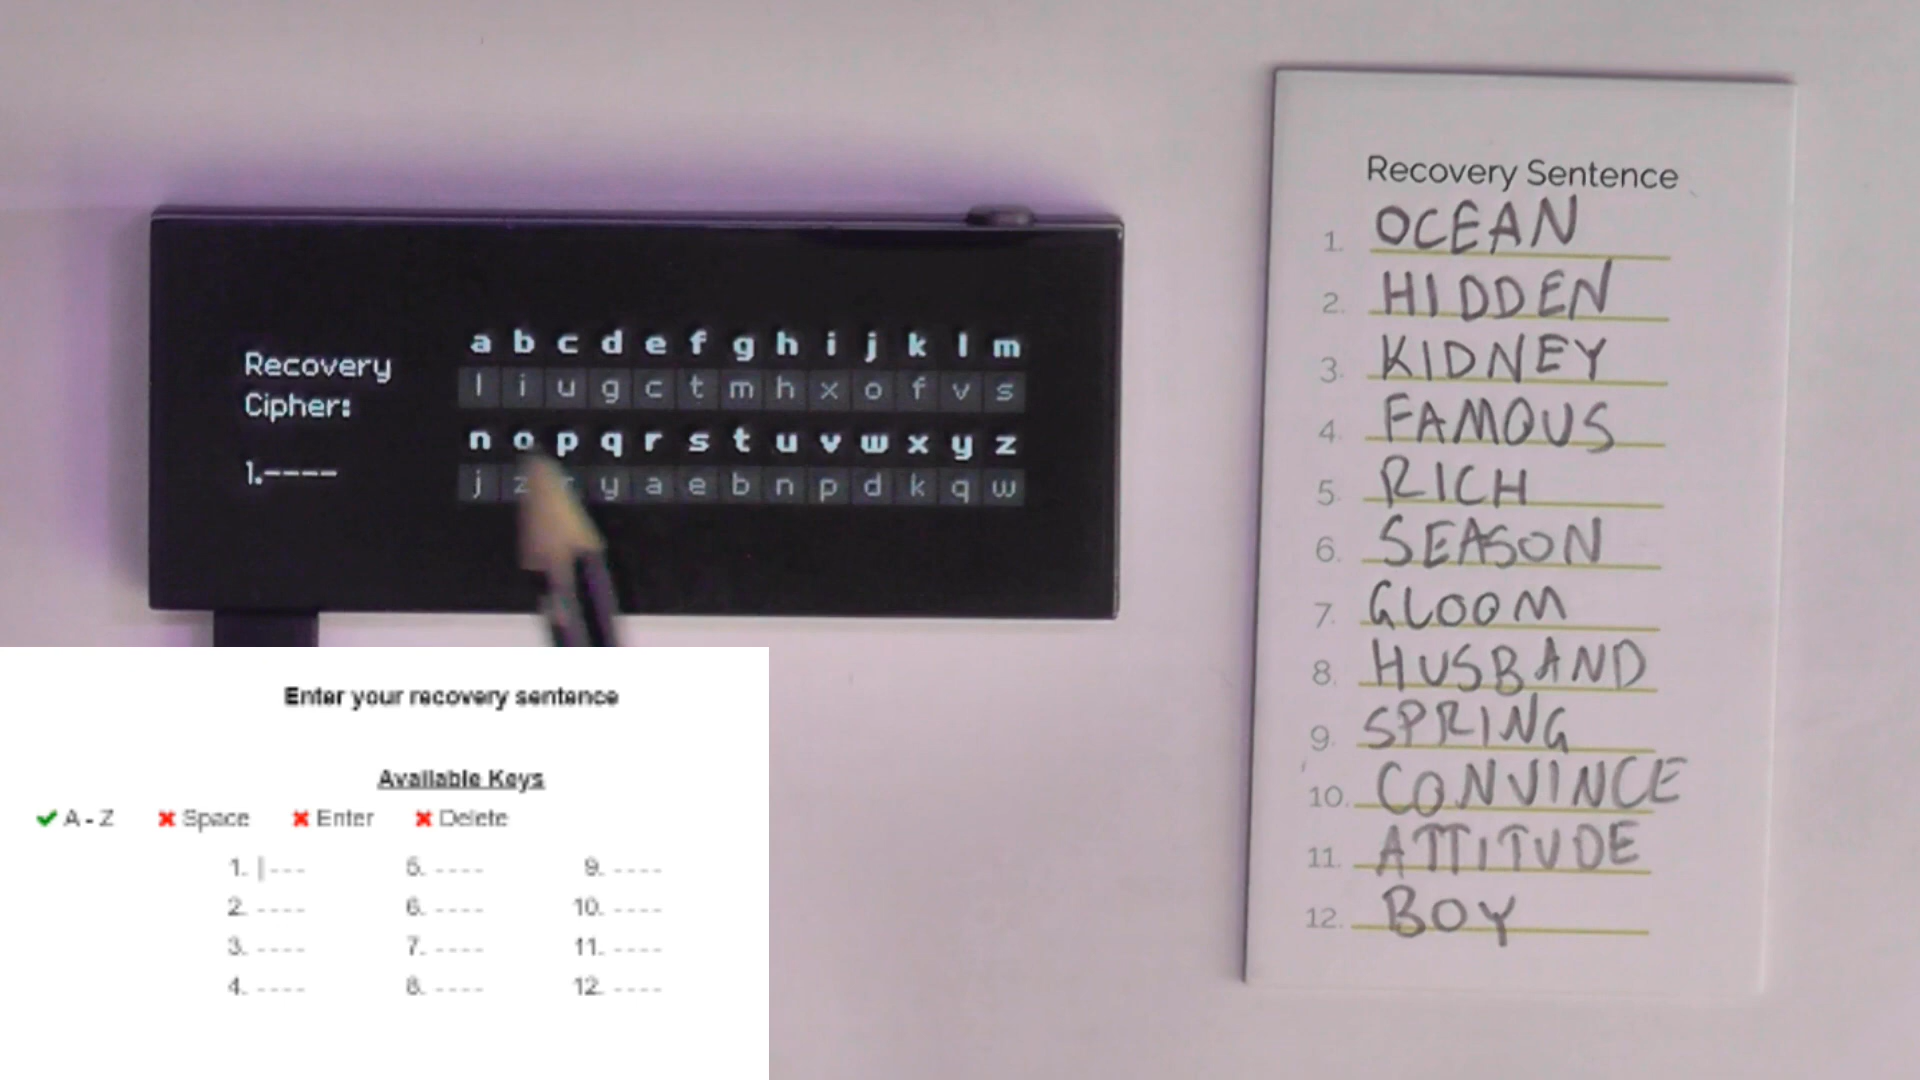 Recovery
Cipher:
1.----
a b c d e f g h i j k l m
l i u g c t m h x o f v s
n o p q r s t u v w x y z
j z r y a e b n p d k q w
Recovery Sentence
1. OCEAN
2. HIDDEN
3. KIDNEY
4. FAMOUS
5. RICH
6. SEASON
7. GLOOM
8. HUSBAND
9. SPRING
10. CONVINCE
11. ATTITUDE
12. BOY
Enter your recovery sentence
Available Keys
A - Z Space Enter Delete
1. |--- 5. ---- 9. ----
2. ---- 6. ---- 10. ----
3. ---- 7. ---- 11. ----
4. ---- 8. ---- 12. ----